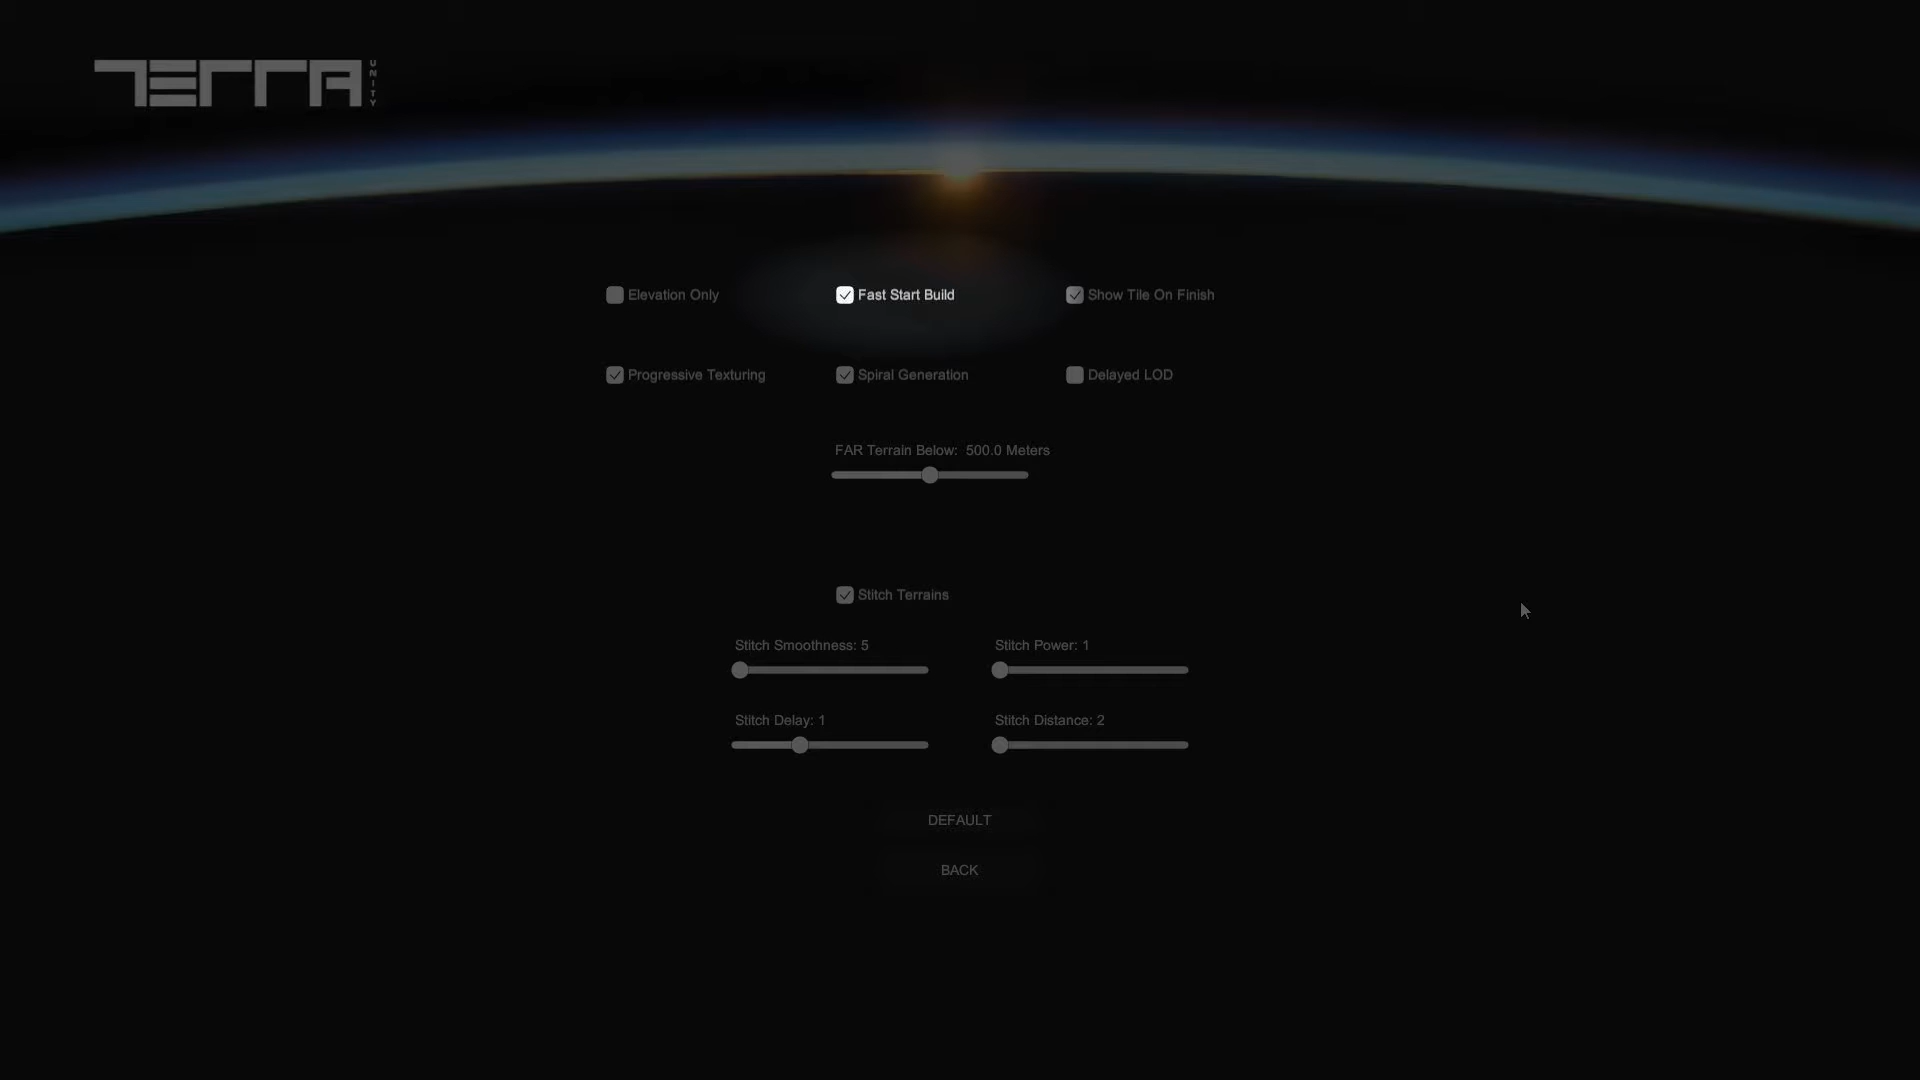 TERRA UNITY
Elevation Only
Fast Start Build
Show Tile On Finish
Progressive Texturing
Spiral Generation
Delayed LOD
FAR Terrain Below: 500.0 Meters
Stitch Terrains
Stitch Smoothness: 5
Stitch Power: 1
Stitch Delay: 1
Stitch Distance: 2
DEFAULT
BACK